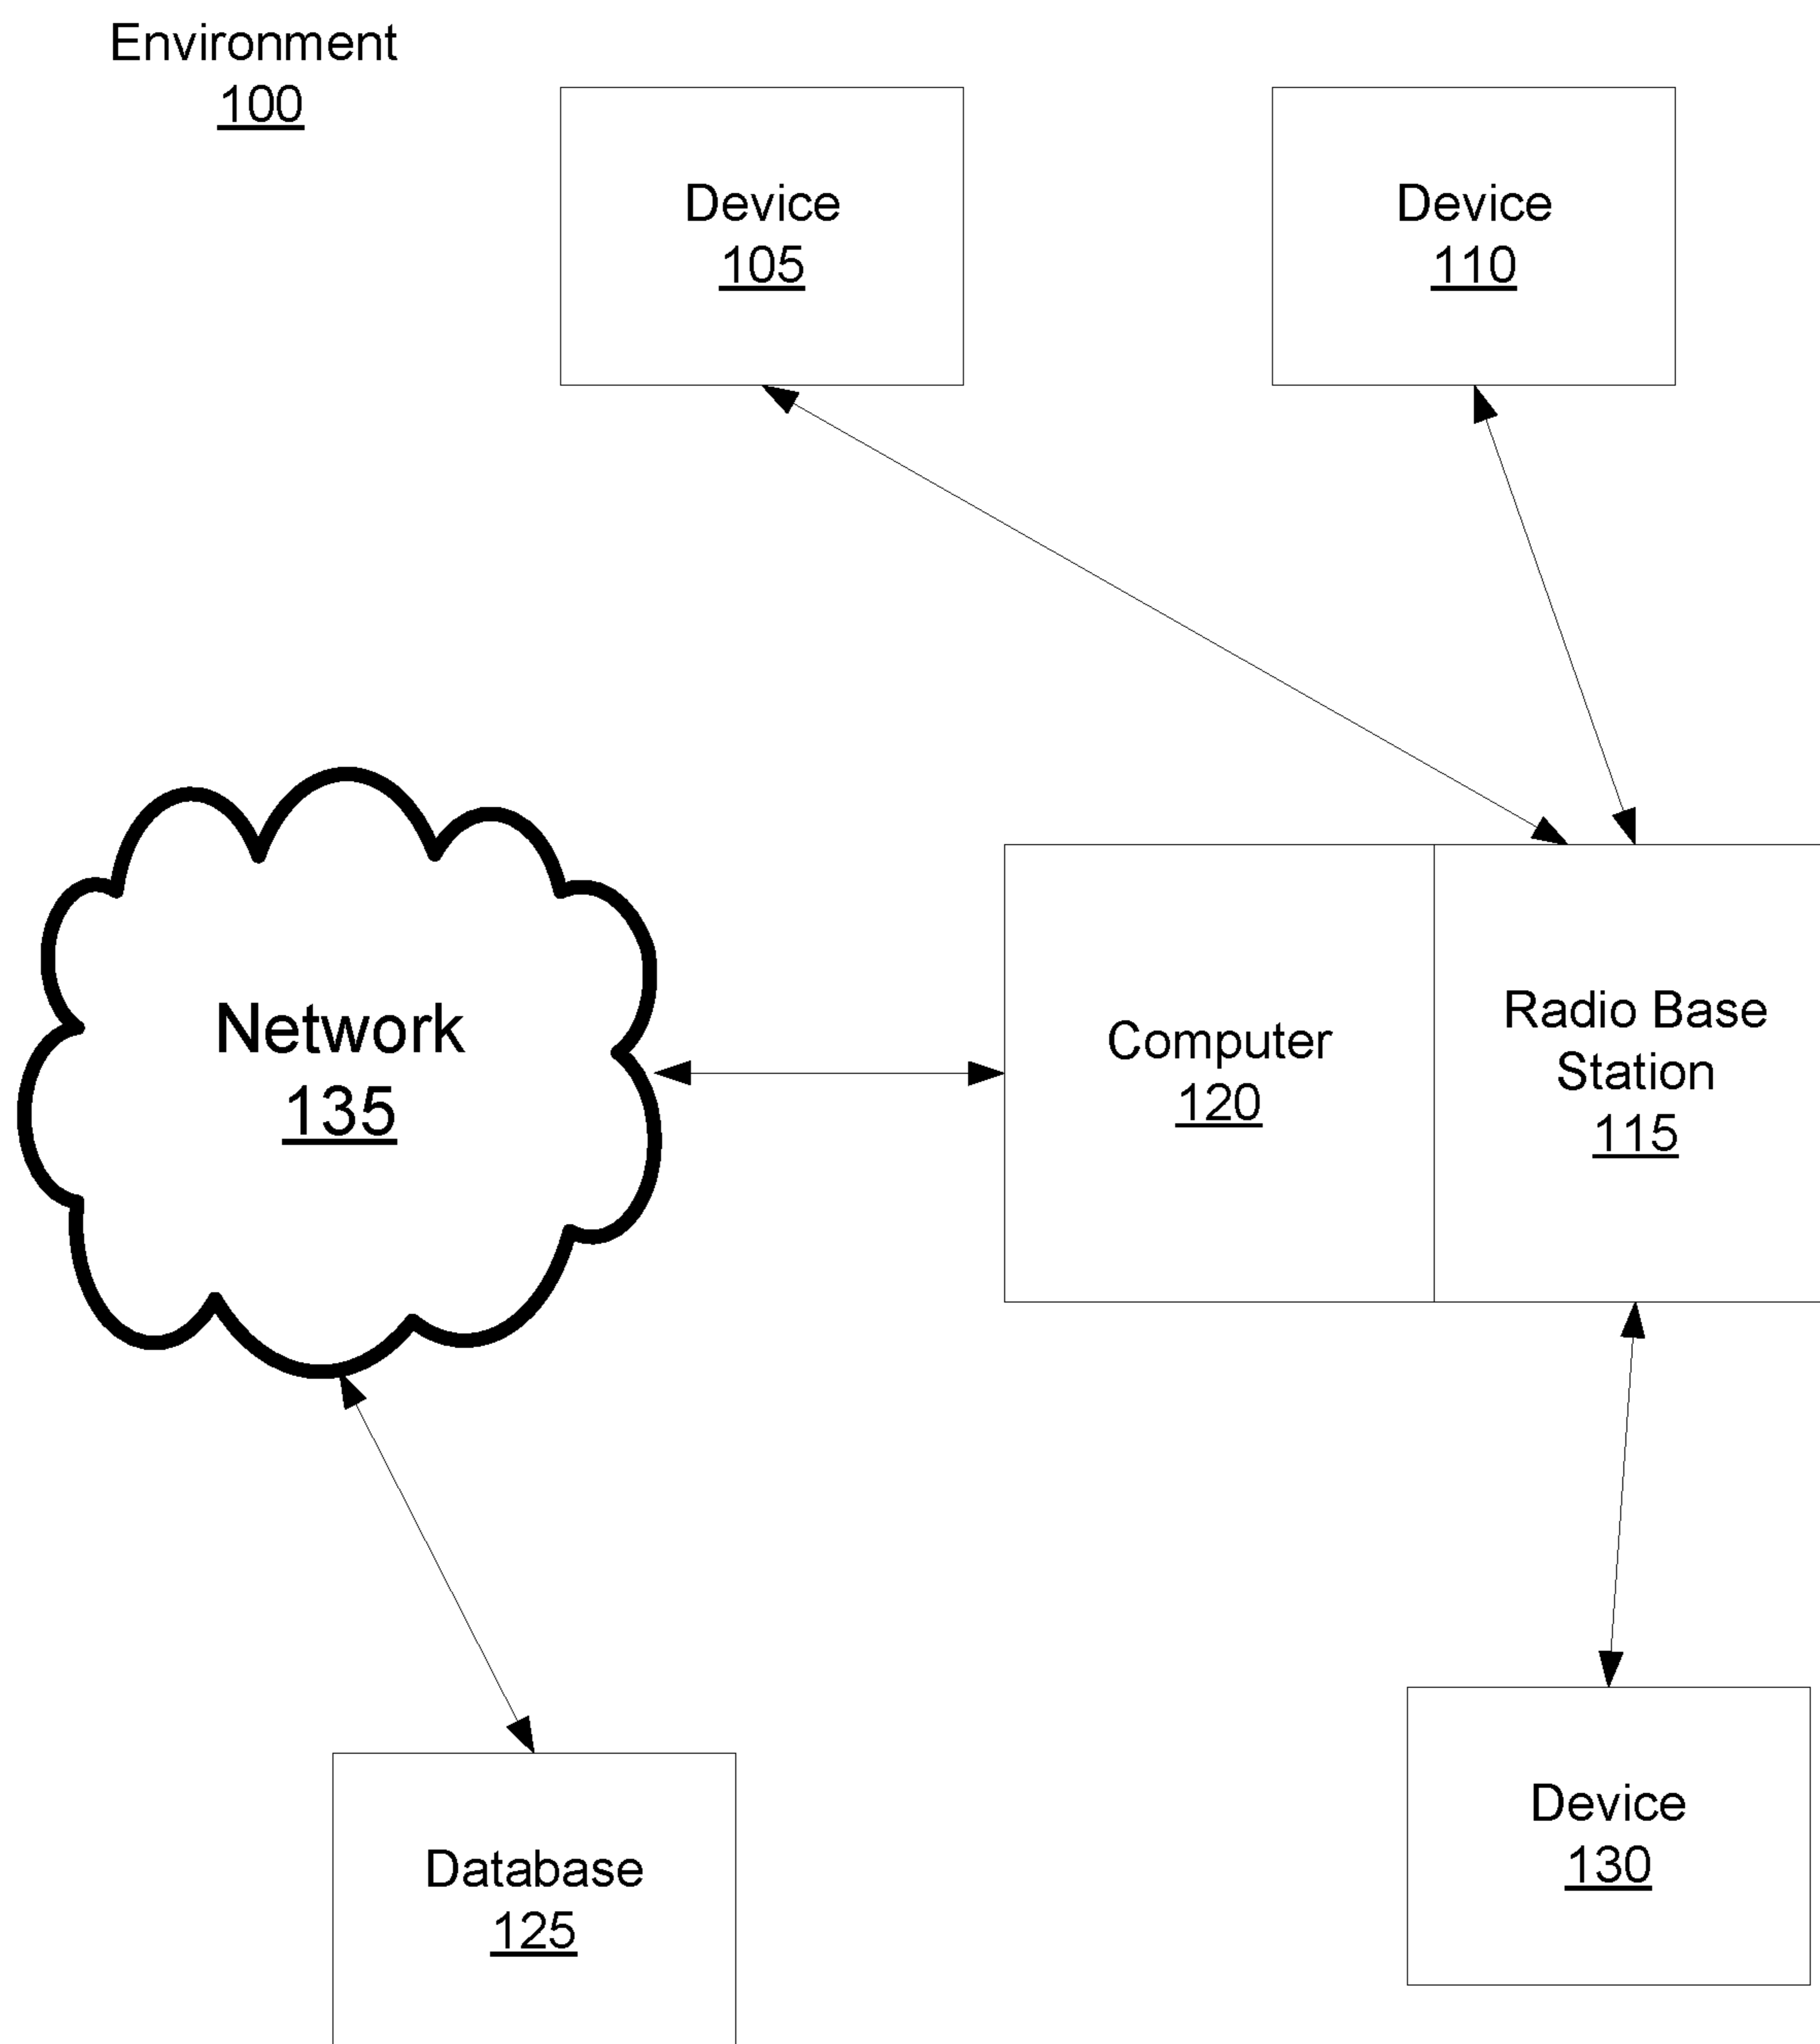 Environment
100
Device
105
Device
110
Network
135
Computer
120
Radio Base
Station
115
Database
125
Device
130